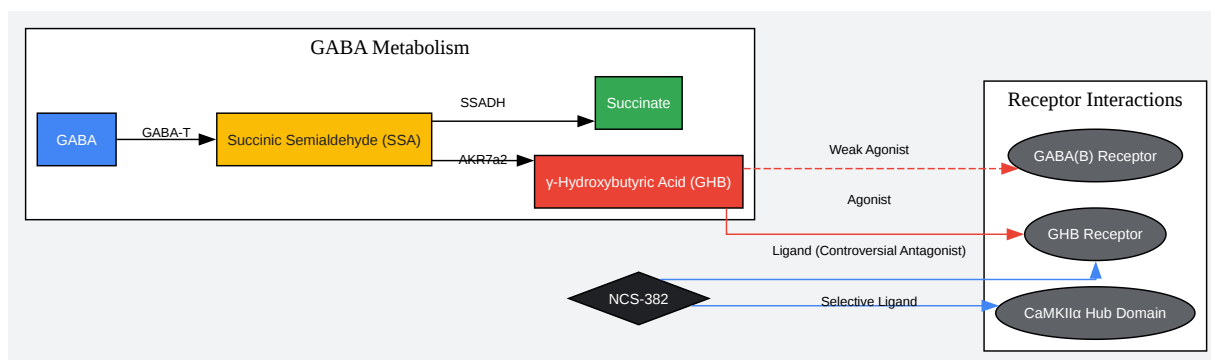 GABA Metabolism
GABA
GABA-T
Succinic Semialdehyde (SSA)
SSADH
Succinate
AKR7a2
γ-Hydroxybutyric Acid (GHB)
Weak Agonist
Agonist
Ligand (Controversial Antagonist)
NCS-382
Selective Ligand
Receptor Interactions
GABA(B) Receptor
GHB Receptor
CaMKIIα Hub Domain